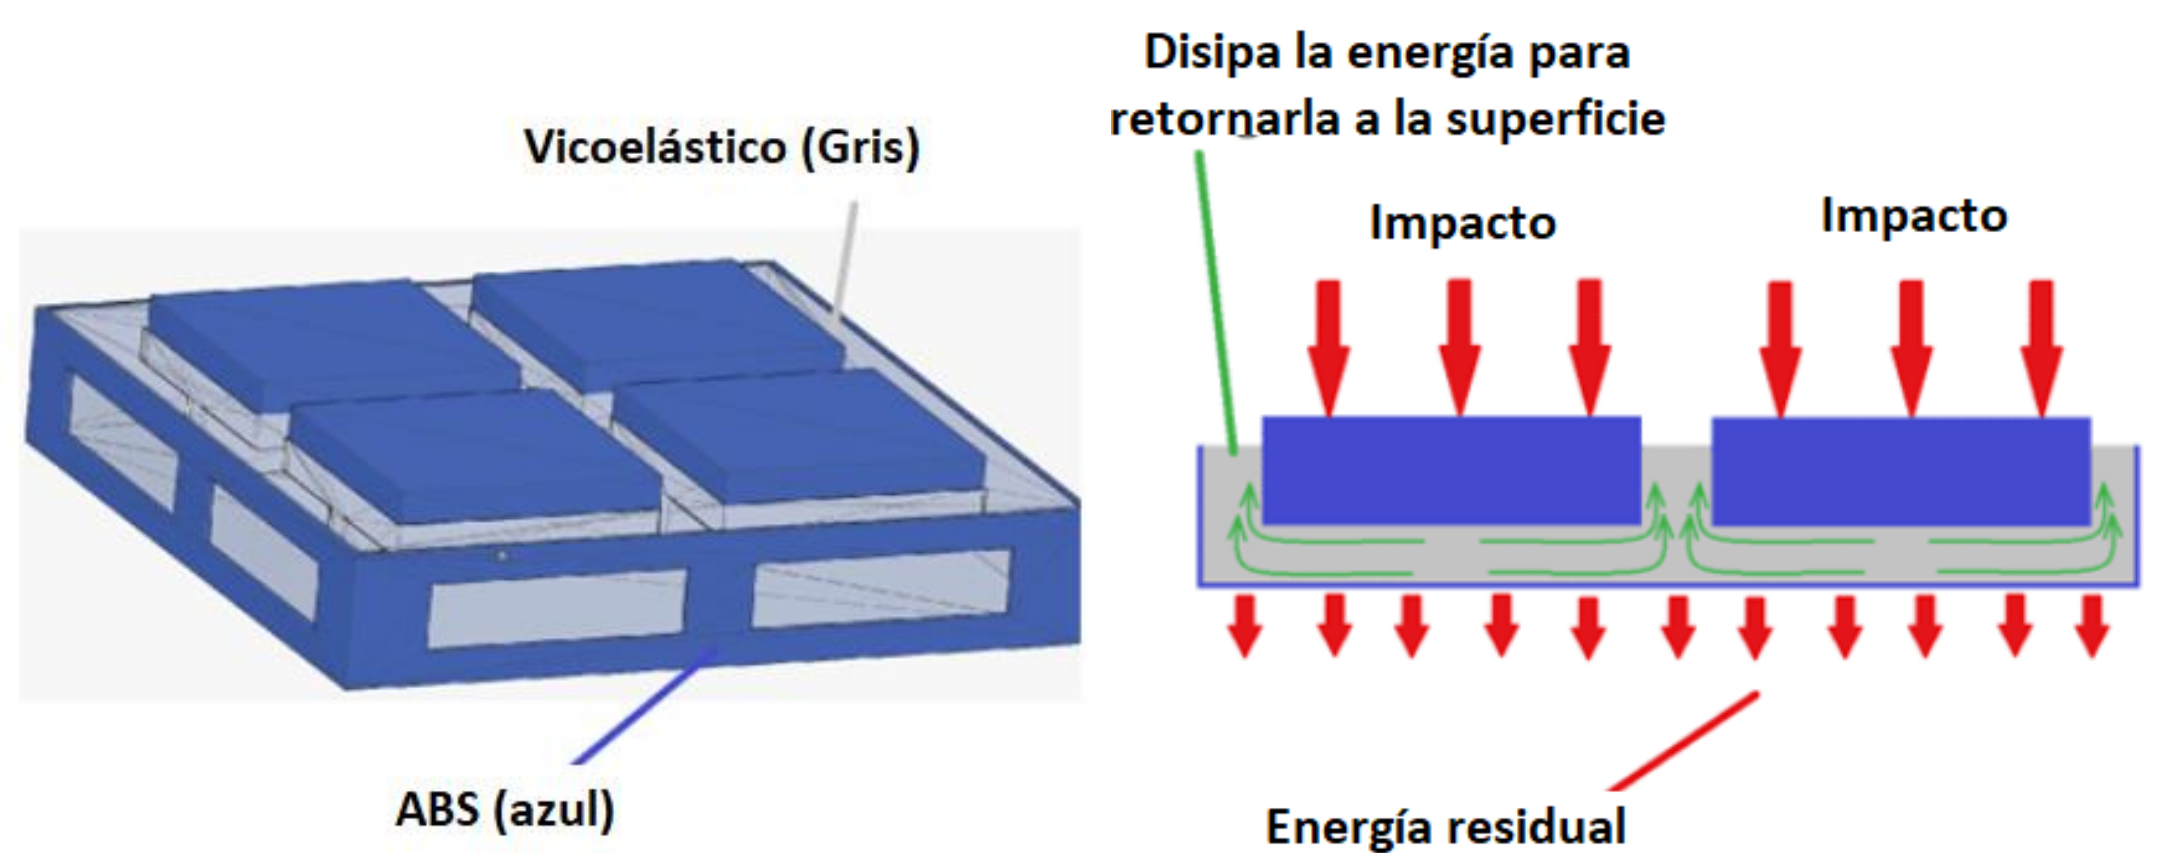 Vicoelástico (Gris)
ABS (azul)
Disipa la energía para
retornarla a la superficie
Impacto
Impacto
Energía residual